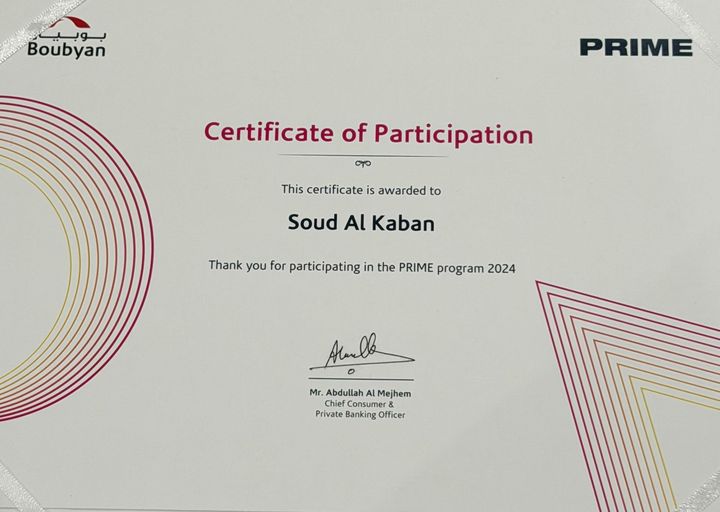 بوبيان
Boubyan
PRIME
Certificate of Participation
This certificate is awarded to
Soud Al Kaban
Thank you for participating in the PRIME program 2024
Mr. Abdullah Al Mejhem
Chief Consumer &
Private Banking Officer